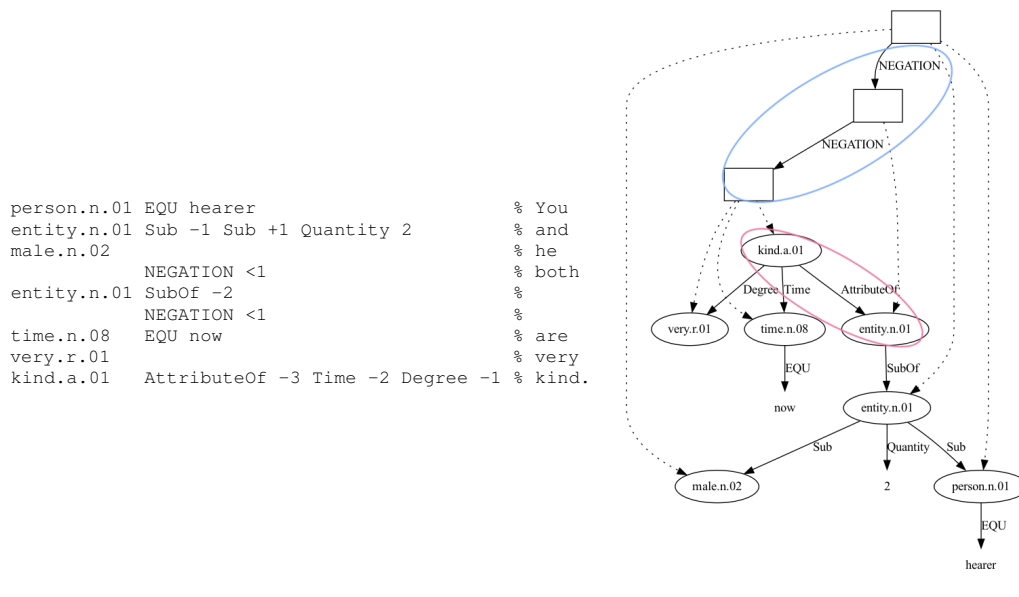 person.n.01 EQU hearer % You
entity.n.01 Sub −1 Sub +1 Quantity 2 % and
male.n.02 % he
NEGATION <1 % both
entity.n.01 SubOf −2 %
NEGATION <1 %
time.n.08 EQU now % are
very.r.01 % very
kind.a.01 AttributeOf −3 Time −2 Degree −1 % kind.
NEGATION
NEGATION
kind.a.01
Degree Time AttributeOf
very.r.01 time.n.08 entity.n.01
EQU SubOf
now entity.n.01
Sub Quantity Sub
male.n.02 2 person.n.01
EQU
hearer